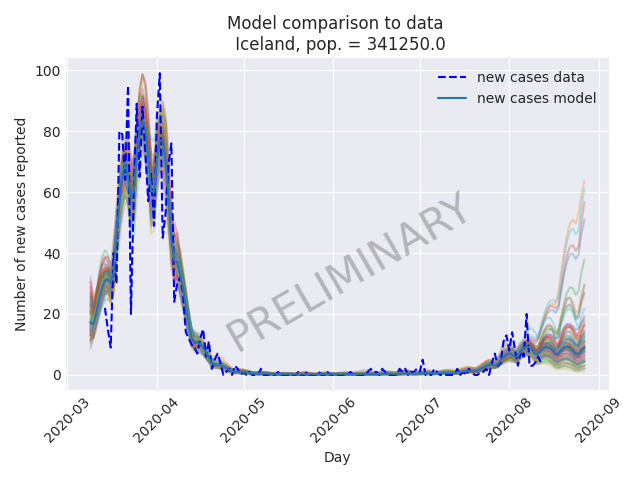 Model comparison to data
Iceland, pop. = 341250.0
new cases data
new cases model
PRELIMINARY
Number of new cases reported
100
80
60
40
20
0
2020-03
2020-04
2020-05
2020-06
2020-07
2020-08
2020-09
Day